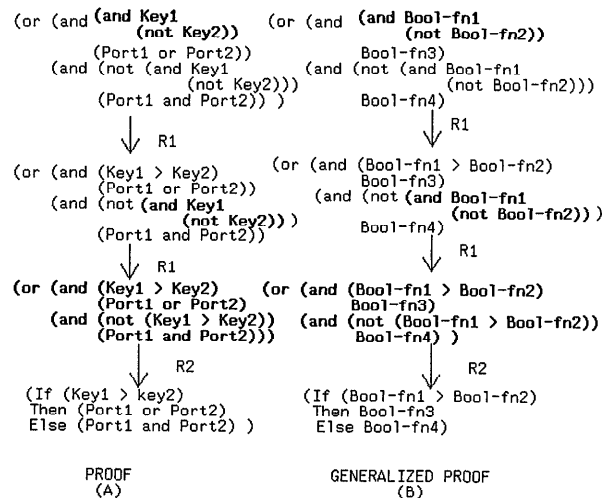 (or (and (and Key1
(not Key2))
(Port1 or Port2))
(and (not (and Key1
(not Key2)))
(Port1 and Port2)) )
R1
(or (and (Key1 > Key2)
(Port1 or Port2))
(and (not (and Key1
(not Key2)) )
(Port1 and Port2))
R1
(or (and (Key1 > Key2)
(Port1 or Port2)
(and (not (Key1 > Key2))
(Port1 and Port2)))
R2
(If (Key1 > key2)
Then (Port1 or Port2)
Else (Port1 and Port2) )
PROOF
(A)
(or (and (and Bool-fn1
(not Bool-fn2))
Bool-fn3)
(and (not (and Bool-fn1
(not Bool-fn2)))
Bool-fn4)
R1
(or (and (Bool-fn1 > Bool-fn2)
Bool-fn3)
(and (not (and Bool-fn1
(not Bool-fn2)) )
Bool-fn4)
R1
(or (and (Bool-fn1 > Bool-fn2)
Bool-fn3)
(and (not (Bool-fn1 > Bool-fn2))
Bool-fn4) )
R2
(If (Bool-fn1 > Bool-fn2)
Then Bool-fn3
Else Bool-fn4)
GENERALIZED PROOF
(B)